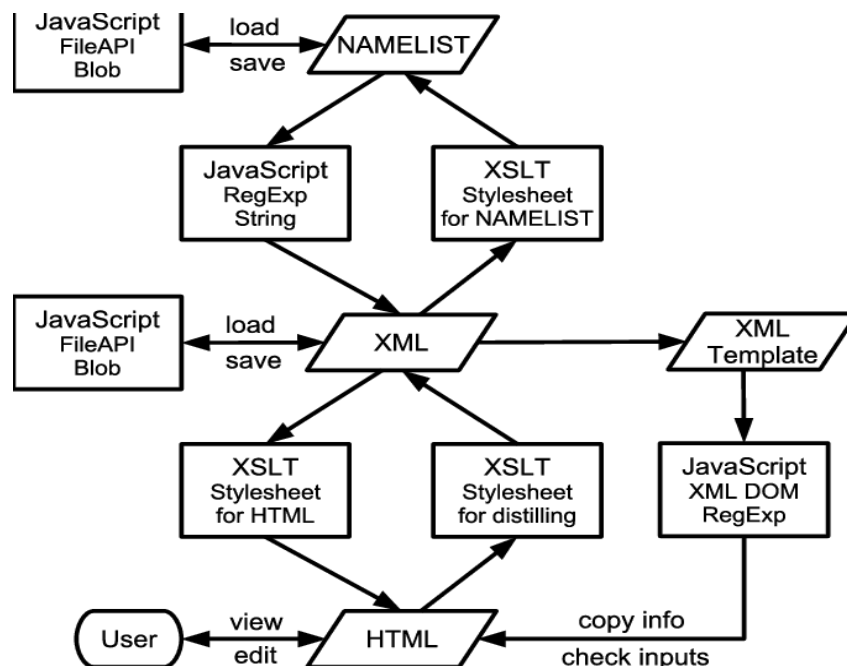 JavaScript
FileAPI
Blob
load
save
NAMELIST
JavaScript
RegExp
String
XSLT
Stylesheet
for NAMELIST
JavaScript
FileAPI
Blob
load
save
XML
XML
Template
XSLT
Stylesheet
for HTML
XSLT
Stylesheet
for distilling
JavaScript
XML DOM
RegExp
User
view
edit
HTML
copy info
check inputs